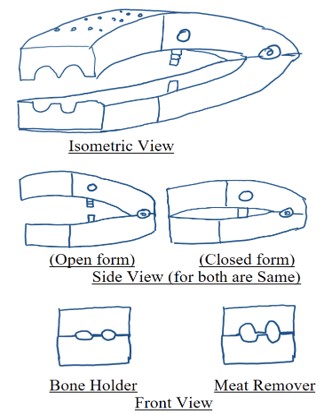 Isometric View
(Open form) (Closed form)
Side View (for both are Same)
Bone Holder Meat Remover
Front View